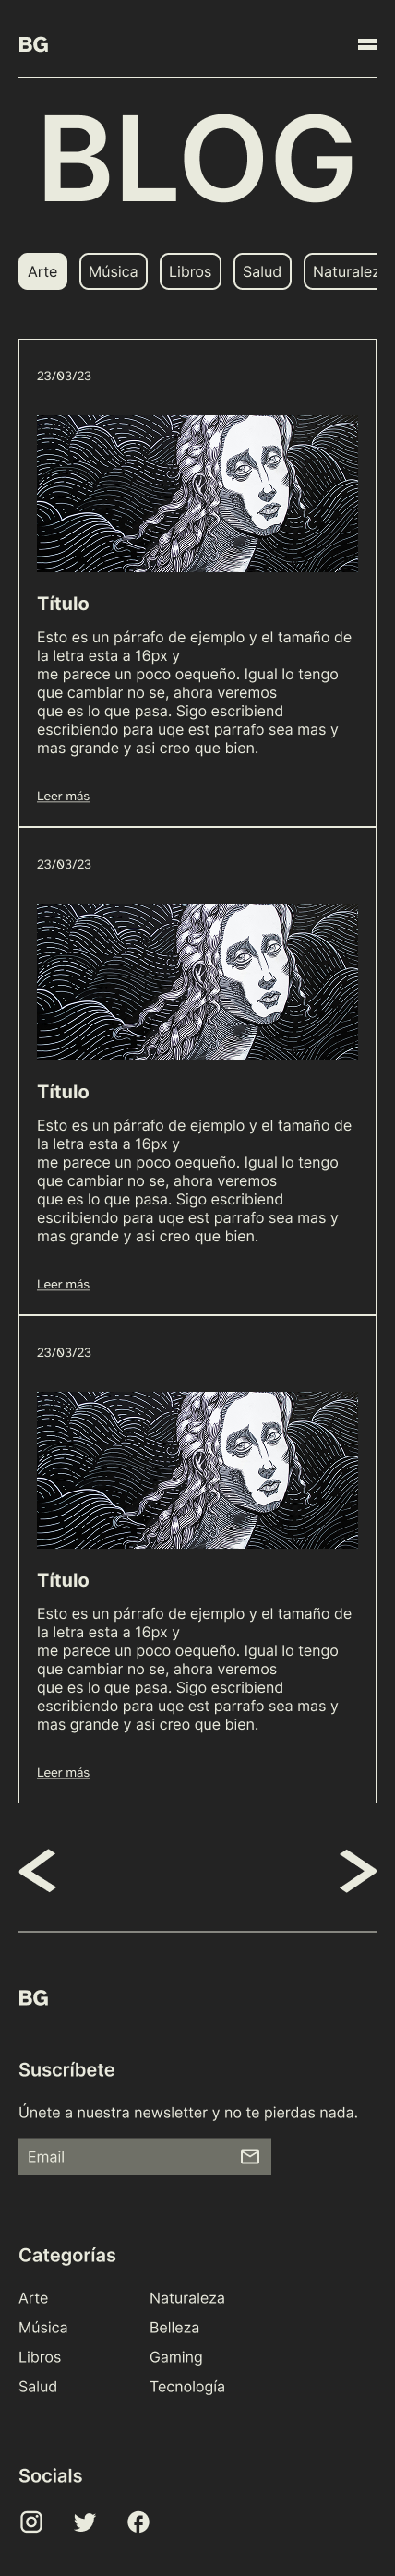 BG
BLOG
Arte Música Libros Salud Naturalez
23/03/23
Título
Esto es un párrafo de ejemplo y el tamaño de
la letra esta a 16px y
me parece un poco oequeño. Igual lo tengo
que cambiar no se, ahora veremos
que es lo que pasa. Sigo escribiend
escribiendo para uqe est parrafo sea mas y
mas grande y asi creo que bien.
Leer más
23/03/23
Título
Esto es un párrafo de ejemplo y el tamaño de
la letra esta a 16px y
me parece un poco oequeño. Igual lo tengo
que cambiar no se, ahora veremos
que es lo que pasa. Sigo escribiend
escribiendo para uqe est parrafo sea mas y
mas grande y asi creo que bien.
Leer más
23/03/23
Título
Esto es un párrafo de ejemplo y el tamaño de
la letra esta a 16px y
me parece un poco oequeño. Igual lo tengo
que cambiar no se, ahora veremos
que es lo que pasa. Sigo escribiend
escribiendo para uqe est parrafo sea mas y
mas grande y asi creo que bien.
Leer más
BG
Suscríbete
Únete a nuestra newsletter y no te pierdas nada.
Email
Categorías
Arte Naturaleza
Música Belleza
Libros Gaming
Salud Tecnología
Socials